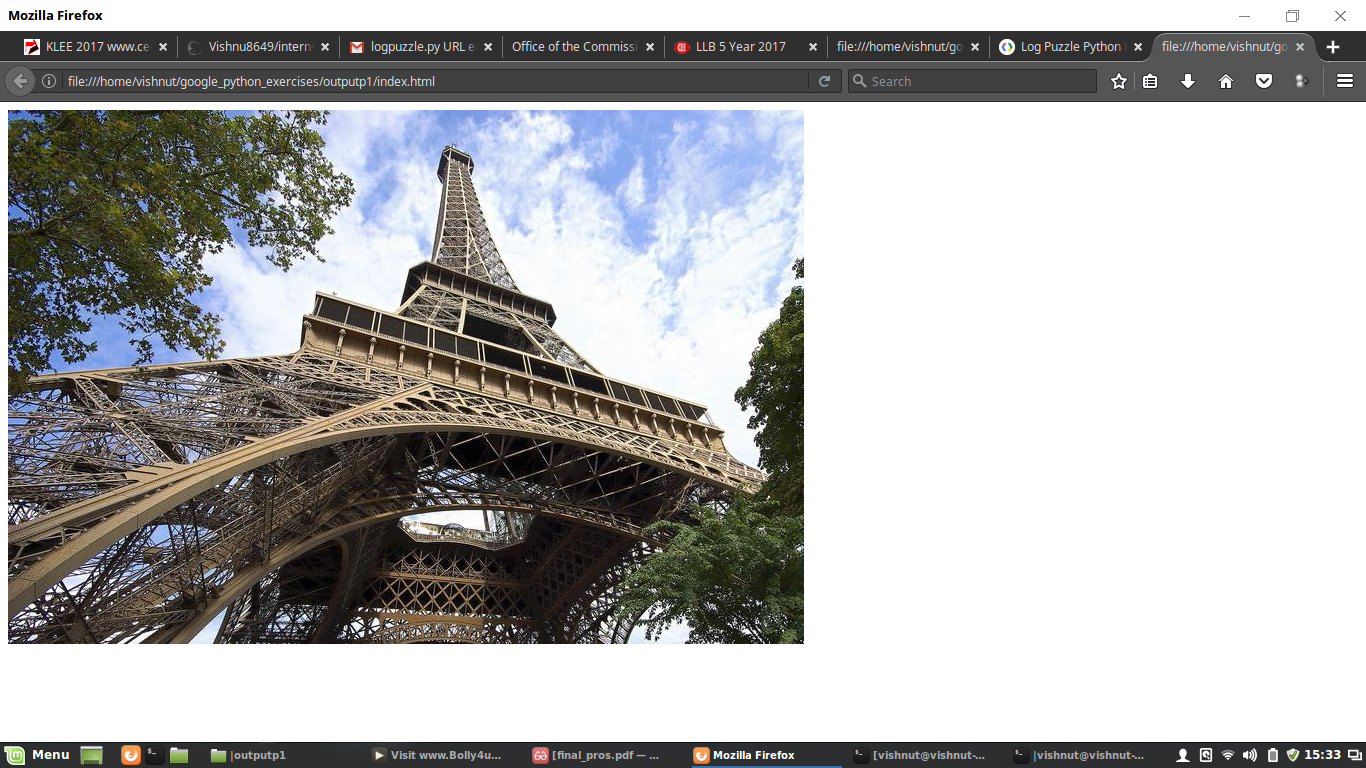 Mozilla Firefox
KLEE 2017 www.ce
Vishnu8649/intern
logpuzzle.py URL e
Office of the Commissi
LLB 5 Year 2017
file:///home/vishnut/go
Log Puzzle Python
file:///home/vishnut/go
file:///home/vishnut/google_python_exercises/outputp1/index.html
Search
Menu
|outputp1
Visit www.Bolly4u...
[final_pros.pdf — ...
Mozilla Firefox
[vishnut@vishnut-...
|vishnut@vishnut-...
15:33